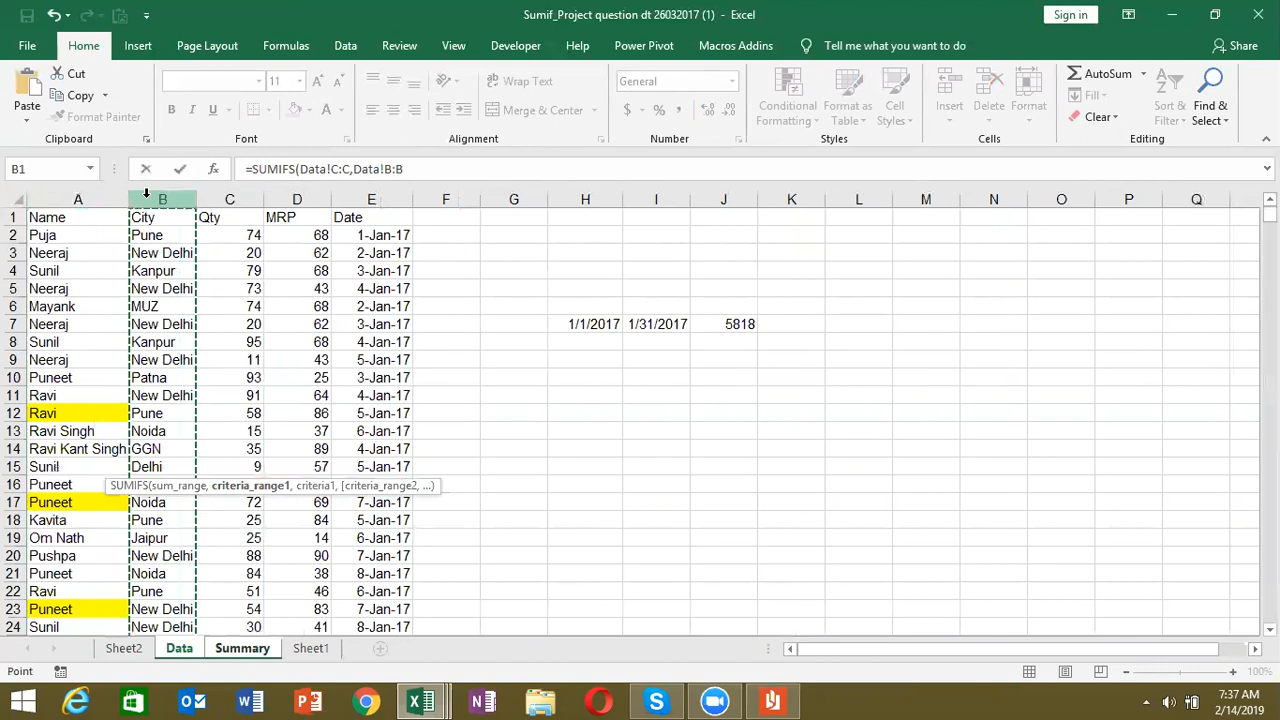 Sumif_Project question dt 26032017 (1) - Excel
Sign in
File Home Insert Page Layout Formulas Data Review View Developer Help Power Pivot Macros Addins Tell me what you want to do Share
Paste Cut
Copy
Format Painter
11
Wrap Text
Merge & Center
General
Conditional Formatting
Format as Table
Cell Styles
Insert Delete Format
AutoSum
Fill
Clear
Sort & Filter
Find & Select
Clipboard Font Alignment Number Styles Cells Editing
B1 =SUMIFS(Data!C:C,Data!B:B
A B C D E F G H I J K L M N O P Q
1 Name City Qty MRP Date
2 Puja Pune 74 68 1-Jan-17
3 Neeraj New Delhi 20 62 2-Jan-17
4 Sunil Kanpur 79 68 3-Jan-17
5 Neeraj New Delhi 73 43 4-Jan-17
6 Mayank MUZ 74 68 2-Jan-17
7 Neeraj New Delhi 20 62 3-Jan-17 1/1/2017 1/31/2017 5818
8 Sunil Kanpur 95 68 4-Jan-17
9 Neeraj New Delhi 11 43 5-Jan-17
10 Puneet Patna 93 25 3-Jan-17
11 Ravi New Delhi 91 64 4-Jan-17
12 Ravi Pune 58 86 5-Jan-17
13 Ravi Singh Noida 15 37 6-Jan-17
14 Ravi Kant Singh GGN 35 89 4-Jan-17
15 Sunil Delhi 9 57 5-Jan-17
16 Puneet SUMIFS(sum_range, criteria_range1, criteria1, [criteria_range2, ...)
17 Puneet Noida 72 69 7-Jan-17
18 Kavita Pune 25 84 5-Jan-17
19 Om Nath Jaipur 25 14 6-Jan-17
20 Pushpa New Delhi 88 90 7-Jan-17
21 Puneet Noida 84 38 8-Jan-17
22 Ravi Pune 51 46 6-Jan-17
23 Puneet New Delhi 54 83 7-Jan-17
24 Sunil New Delhi 30 41 8-Jan-17
Sheet2 Data Summary Sheet1
Point 100%
7:37 AM
2/14/2019